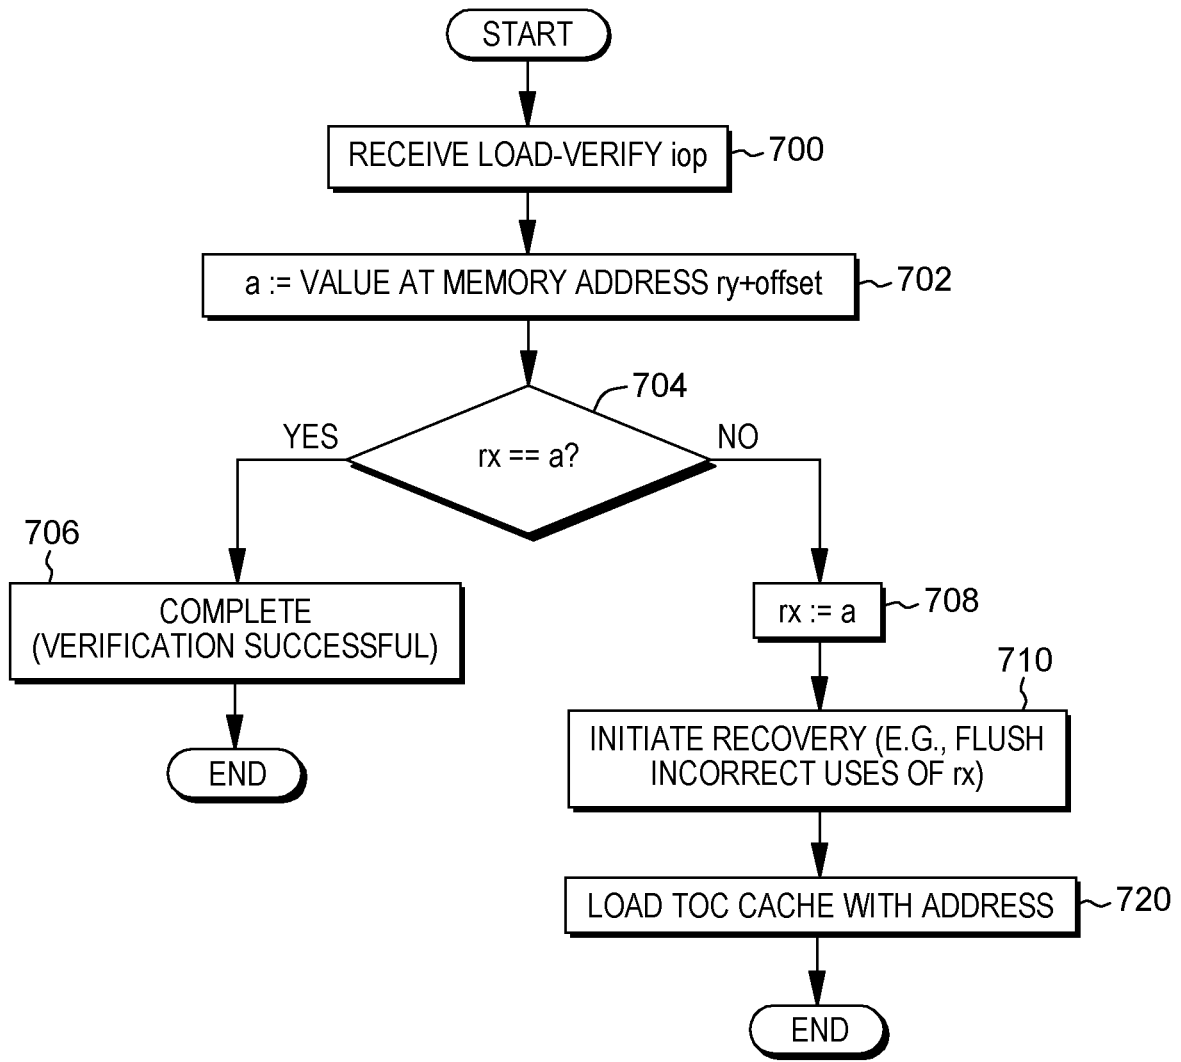 START
RECEIVE LOAD-VERIFY iop
700
a := VALUE AT MEMORY ADDRESS ry+offset
702
704
YES
rx == a?
NO
706
COMPLETE
(VERIFICATION SUCCESSFUL)
END
rx := a
708
710
INITIATE RECOVERY (E.G., FLUSH
INCORRECT USES OF rx)
LOAD TOC CACHE WITH ADDRESS
720
END